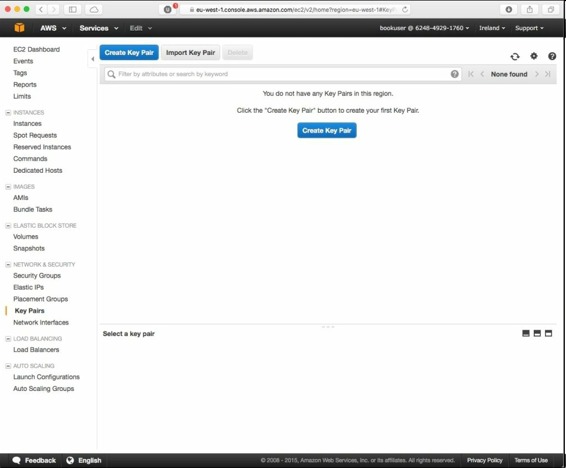 eu-west-1.console.aws.amazon.com/ec2/v2/home?region=eu-west-1#Key
AWS Services Edit bookuser @ 6248-4929-1760 Ireland Support
EC2 Dashboard
Events
Tags
Reports
Limits
INSTANCES
Instances
Spot Requests
Reserved Instances
Commands
Dedicated Hosts
IMAGES
AMIs
Bundle Tasks
ELASTIC BLOCK STORE
Volumes
Snapshots
NETWORK & SECURITY
Security Groups
Elastic IPs
Placement Groups
Key Pairs
Network Interfaces
LOAD BALANCING
Load Balancers
AUTO SCALING
Launch Configurations
Auto Scaling Groups
Create Key Pair Import Key Pair Delete
Filter by attributes or search by keyword None found
You do not have any Key Pairs in this region.
Click the "Create Key Pair" button to create your first Key Pair.
Create Key Pair
Select a key pair
Feedback English © 2008 - 2015, Amazon Web Services, Inc. or its affiliates. All rights reserved. Privacy Policy Terms of Use